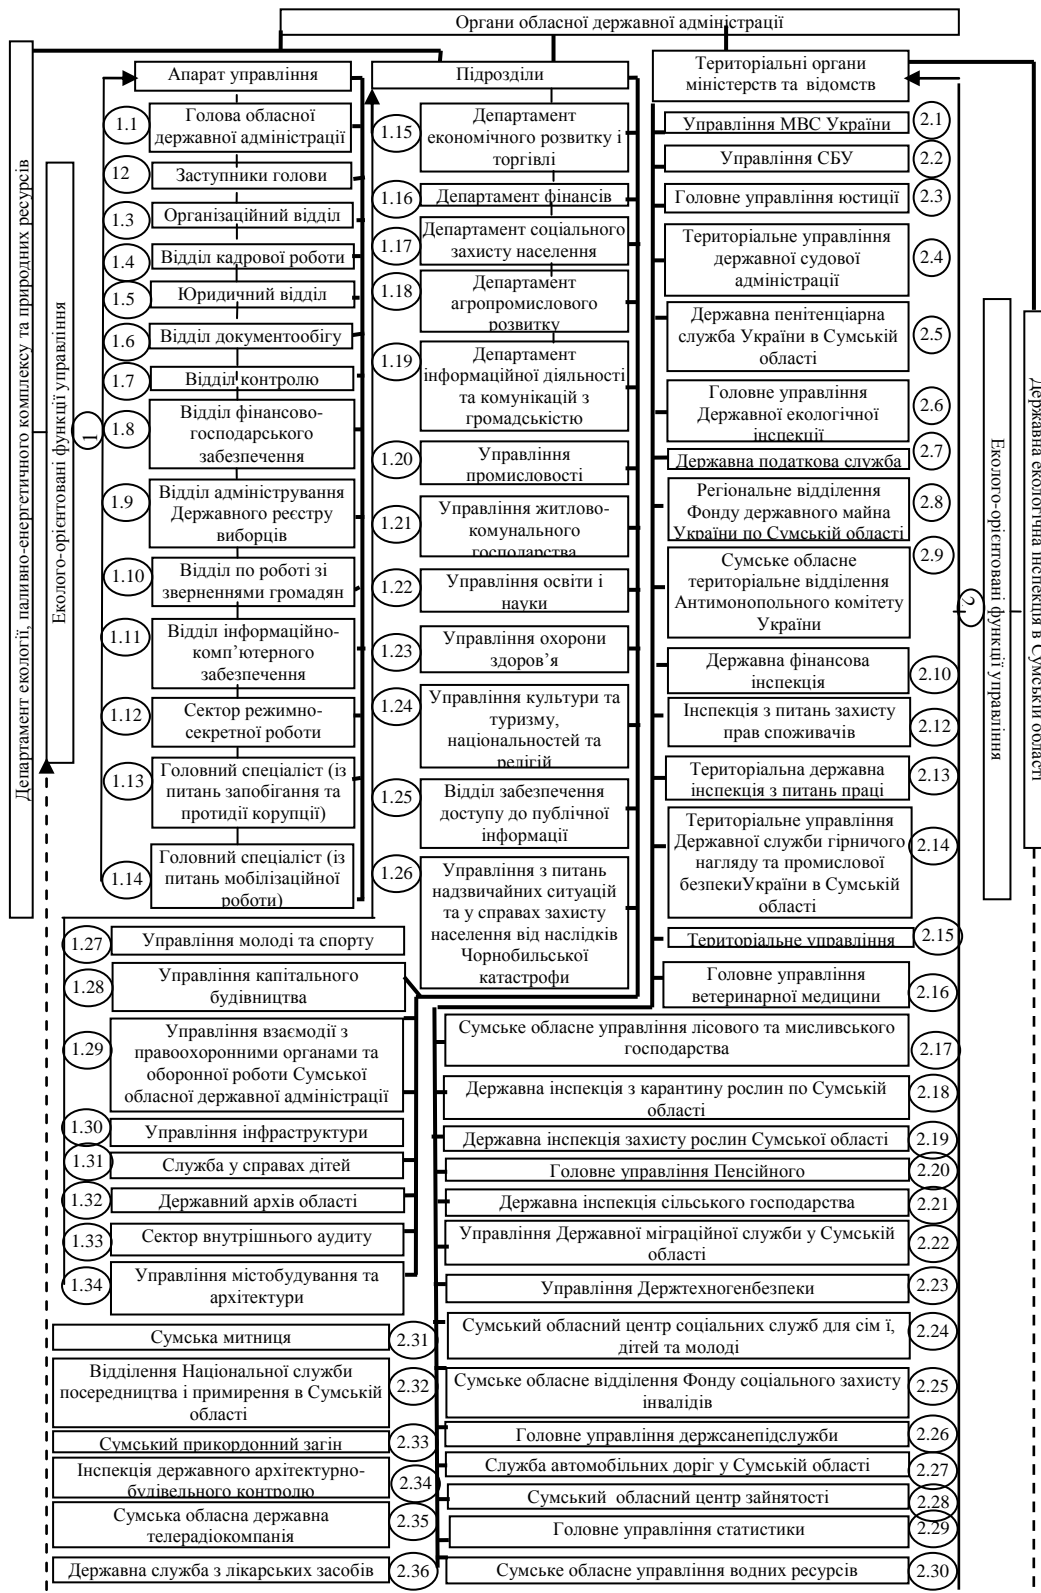 Органи обласної державної адміністрації
Департамент екології, паливно-енергетичного комплексу та природних ресурсів
Еколого-орієнтовані функції управління
1
Апарат управління
1.1
Голова обласної
державної адміністрації
12
Заступники голови
1.3
Організаційний відділ
1.4
Відділ кадрової роботи
1.5
Юридичний відділ
1.6
Відділ документообігу
1.7
Відділ контролю
1.8
Відділ фінансово-
господарського
забезпечення
1.9
Відділ адміністрування
Державного реєстру
виборців
1.10
Відділ по роботі зі
зверненнями громадян
1.11
Відділ інформаційно-
комп’ютерного
забезпечення
1.12
Сектор режимно-
секретної роботи
1.13
Головний спеціаліст (із
питань запобігання та
протидії корупції)
1.14
Головний спеціаліст (із
питань мобілізаційної
роботи)
Підрозділи
1.15
Департамент
економічного розвитку і
торгівлі
1.16
Департамент фінансів
1.17
Департамент соціального
захисту населення
1.18
Департамент
агропромислового
розвитку
1.19
Департамент
інформаційної діяльності
та комунікацій з
громадськістю
1.20
Управління
промисловості
1.21
Управління житлово-
комунального
господарства
1.22
Управління освіти і
науки
1.23
Управління охорони
здоров’я
1.24
Управління культури та
туризму,
національностей та
релігій
1.25
Відділ забезпечення
доступу до публічної
інформації
1.26
Управління з питань
надзвичайних ситуацій
та у справах захисту
населення від наслідків
Чорнобильської
катастрофи
1.27
Управління молоді та спорту
1.28
Управління капітального
будівництва
1.29
Управління взаємодії з
правоохоронними органами та
оборонної роботи Сумської
обласної державної адміністрації
1.30
Управління інфраструктури
1.31
Служба у справах дітей
1.32
Державний архів області
1.33
Сектор внутрішнього аудиту
1.34
Управління містобудування та
архітектури
Територіальні органи
міністерств та відомств
Управління МВС України
2.1
Управління СБУ
2.2
Головне управління юстиції
2.3
Територіальне управління
державної судової
адміністрації
2.4
Державна пенітенціарна
служба України в Сумській
області
2.5
Головне управління
Державної екологічної
інспекції
2.6
Державна податкова служба
2.7
Регіональне відділення
Фонду державного майна
України по Сумській області
2.8
Сумське обласне
територіальне відділення
Антимонопольного комітету
України
2.9
Державна фінансова
інспекція
2.10
Інспекція з питань захисту
прав споживачів
2.12
Територіальна державна
інспекція з питань праці
2.13
Територіальне управління
Державної служби гірничого
нагляду та промислової
безпекиУкраїни в Сумській
області
2.14
Територіальне управління
2.15
Головне управління
ветеринарної медицини
2.16
Сумське обласне управління лісового та мисливського
господарства
2.17
Державна інспекція з карантину рослин по Сумській
області
2.18
Державна інспекція захисту рослин Сумської області
2.19
Головне управління Пенсійного
2.20
Державна інспекція сільського господарства
2.21
Управління Державної міграційної служби у Сумській
області
2.22
Управління Держтехногенбезпеки
2.23
Сумський обласний центр соціальних служб для сім ї,
дітей та молоді
2.24
Сумське обласне відділення Фонду соціального захисту
інвалідів
2.25
Головне управління держсанепідслужби
2.26
Служба автомобільних доріг у Сумській області
2.27
Сумський обласний центр зайнятості
2.28
Головне управління статистики
2.29
Сумське обласне управління водних ресурсів
2.30
Сумська митниця
2.31
Відділення Національної служби
посередництва і примирення в Сумській
області
2.32
Сумський прикордонний загін
2.33
Інспекція державного архітектурно-
будівельного контролю
2.34
Сумська обласна державна
телерадіокомпанія
2.35
Державна служба з лікарських засобів
2.36
2
Еколого-орієнтовані функції управління
Державна екологічна інспекція в Сумській області